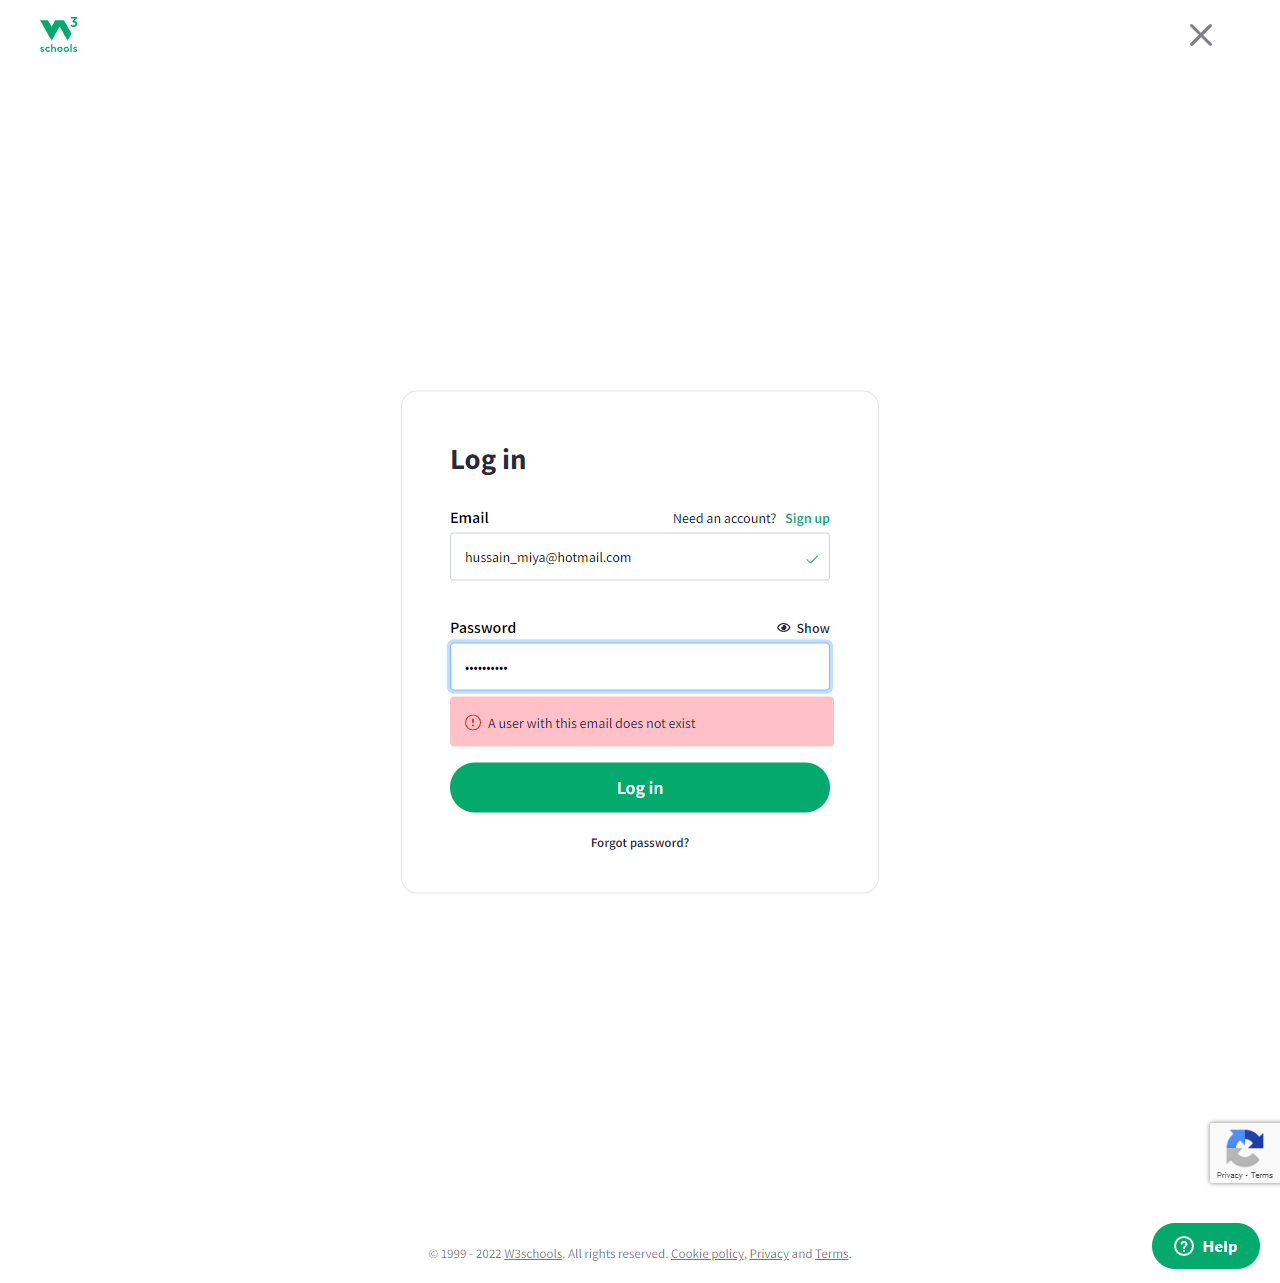 W3
schools
Log in
Email
Need an account? Sign up
hussain_miya@hotmail.com
Password
Show
••••••••••
A user with this email does not exist
Log in
Forgot password?
Privacy - Terms
© 1999 - 2022 W3schools. All rights reserved. Cookie policy, Privacy and Terms.
Help